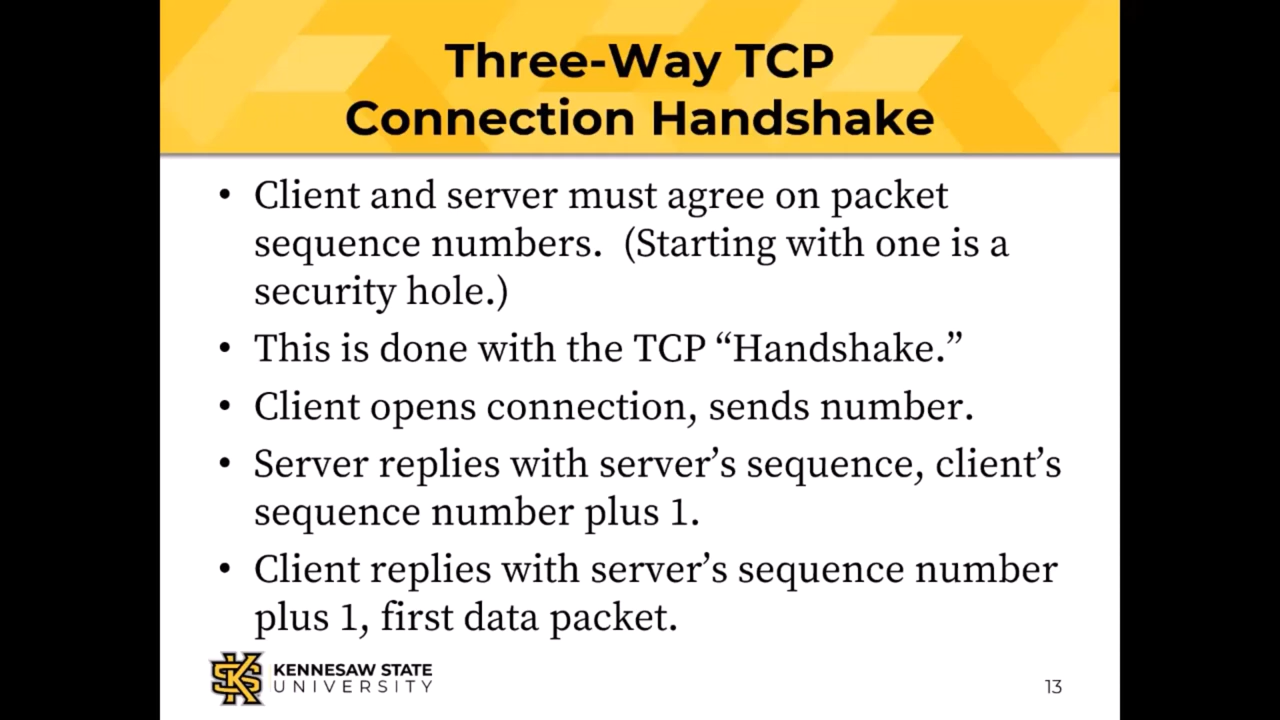 Three-Way TCP
Connection Handshake
• Client and server must agree on packet
sequence numbers.  (Starting with one is a
security hole.)
• This is done with the TCP “Handshake.”
• Client opens connection, sends number.
• Server replies with server’s sequence, client’s
sequence number plus 1.
• Client replies with server’s sequence number
plus 1, first data packet.
KENNESAW STATE
UNIVERSITY
13